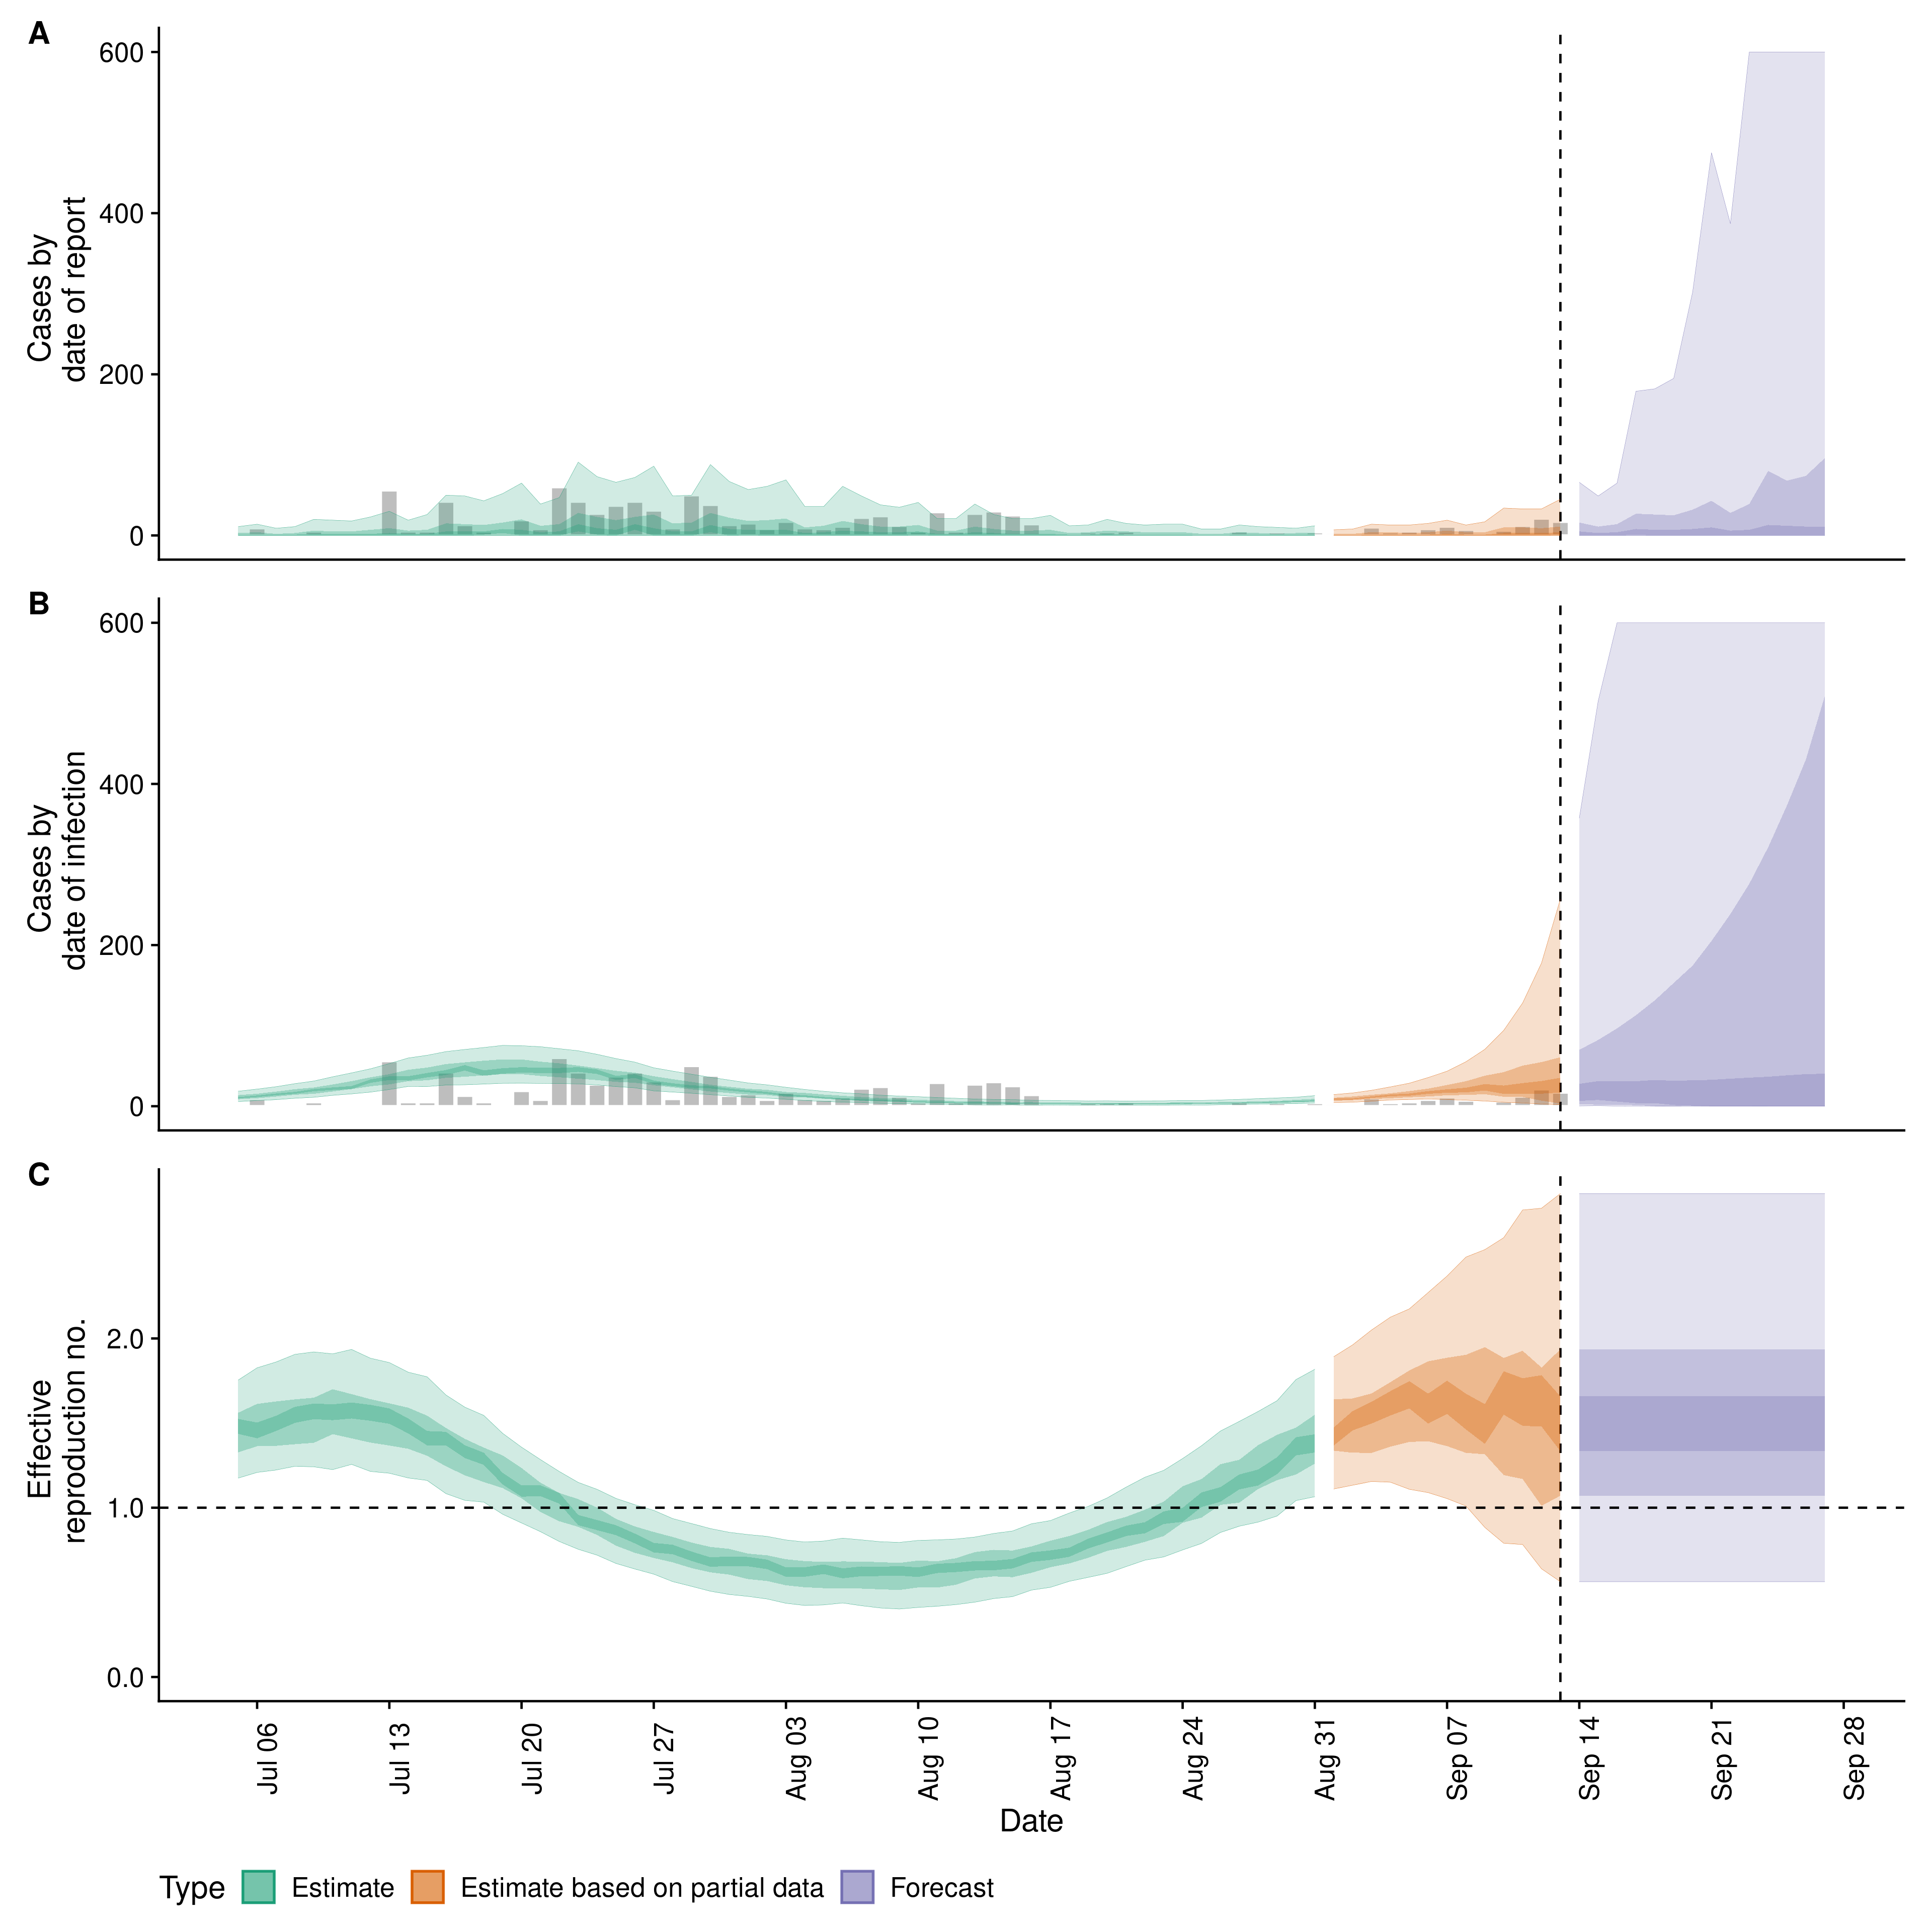 A
600
400
200
0
Cases by
date of report
B
600
400
200
0
Cases by
date of infection
C
2.0
1.0
0.0
Effective
reproduction no.
Jul 06
Jul 13
Jul 20
Jul 27
Aug 03
Aug 10
Aug 17
Aug 24
Aug 31
Sep 07
Sep 14
Sep 21
Sep 28
Date
Type Estimate Estimate based on partial data Forecast